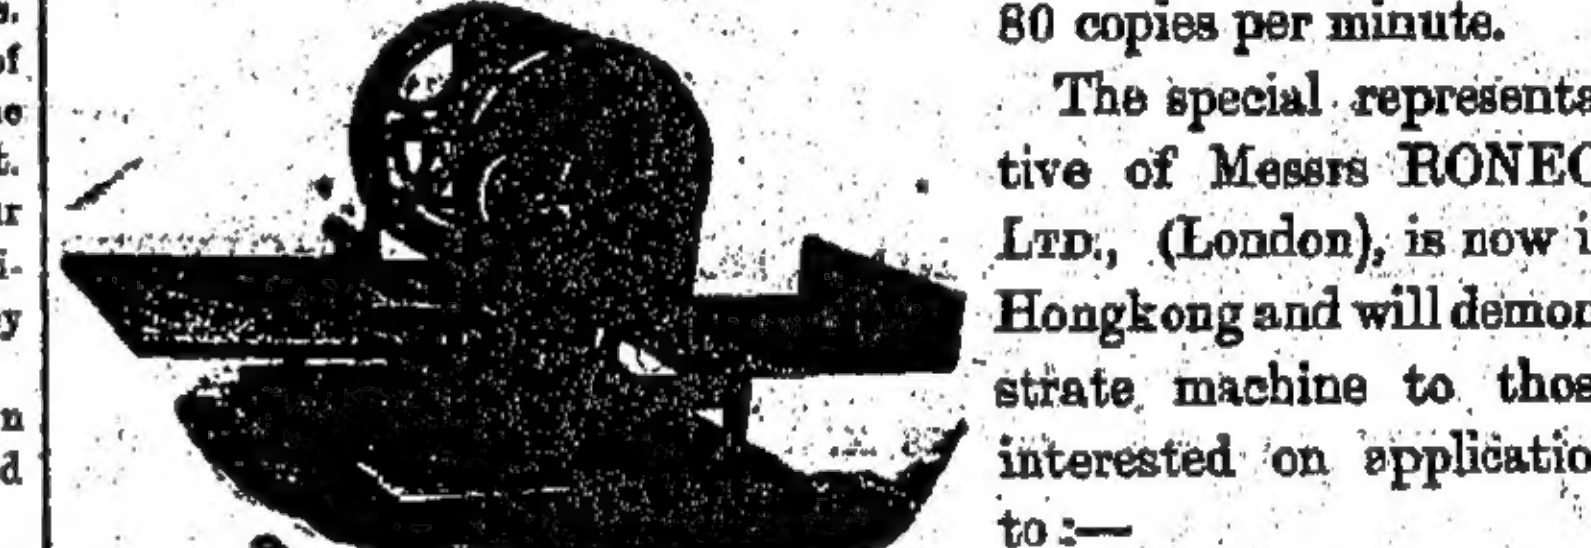 s.
of
t.
n
d
80 copies per minute.
The special representa
tive of Messrs RONEO
LTD., (London), is now i
Hongkong and will demon
strate machine to thos
interested on applicatio
to :—